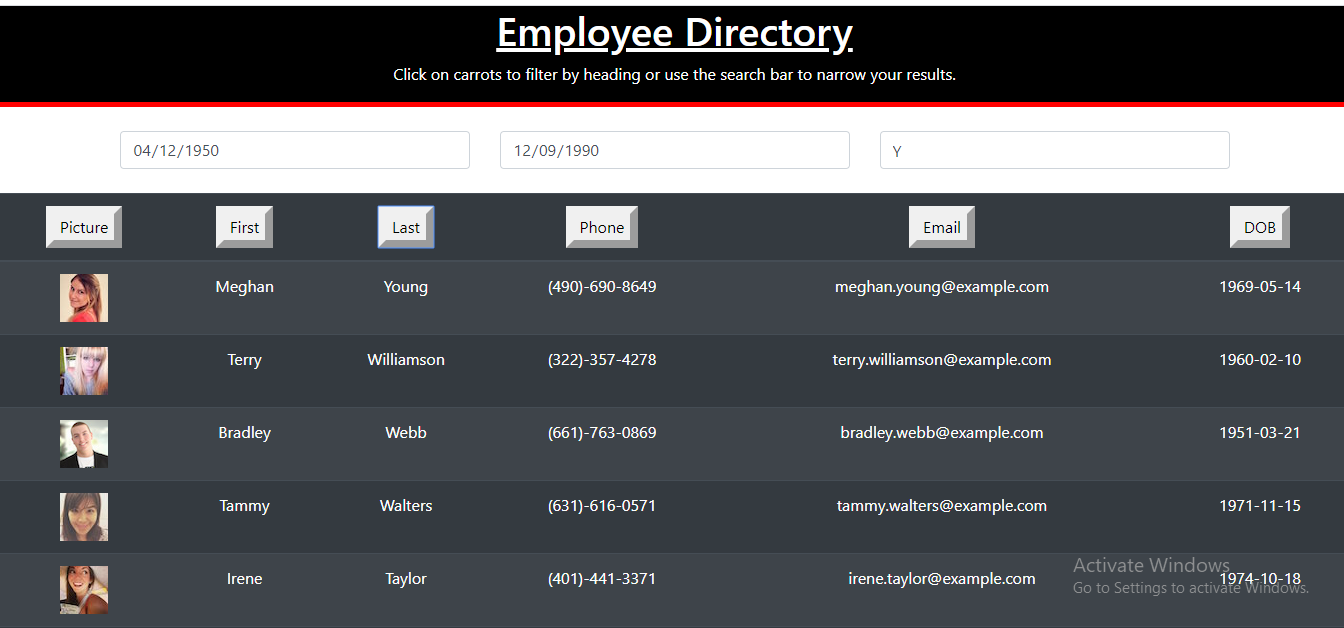 Employee Directory
Click on carrots to filter by heading or use the search bar to narrow your results.
04/12/1950 12/09/1990 Y
Picture First Last Phone Email DOB
Meghan Young (490)-690-8649 meghan.young@example.com 1969-05-14
Terry Williamson (322)-357-4278 terry.williamson@example.com 1960-02-10
Bradley Webb (661)-763-0869 bradley.webb@example.com 1951-03-21
Tammy Walters (631)-616-0571 tammy.walters@example.com 1971-11-15
Irene Taylor (401)-441-3371 irene.taylor@example.com 1974-10-18
Activate Windows
Go to Settings to activate Windows.